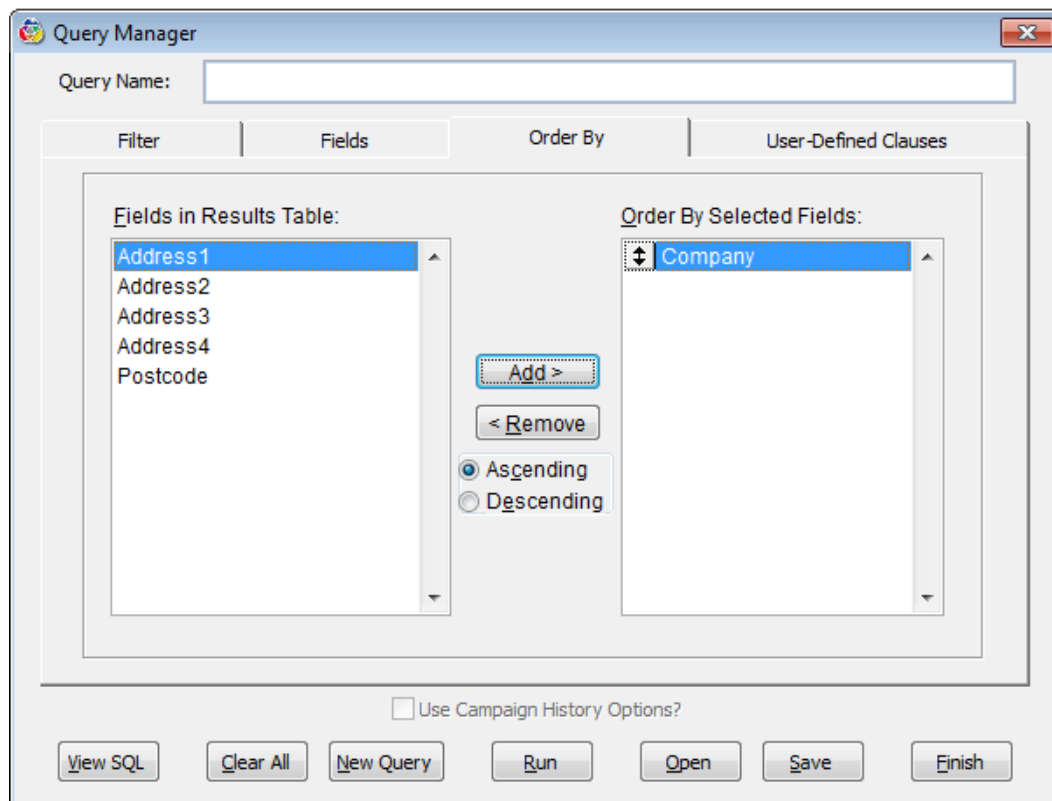 Query Manager
Query Name:
Filter
Fields
Order By
User-Defined Clauses
Fields in Results Table:
Address1
Address2
Address3
Address4
Postcode
Add >
< Remove
Ascending
Descending
Order By Selected Fields:
Company
Use Campaign History Options?
View SQL
Clear All
New Query
Run
Open
Save
Finish